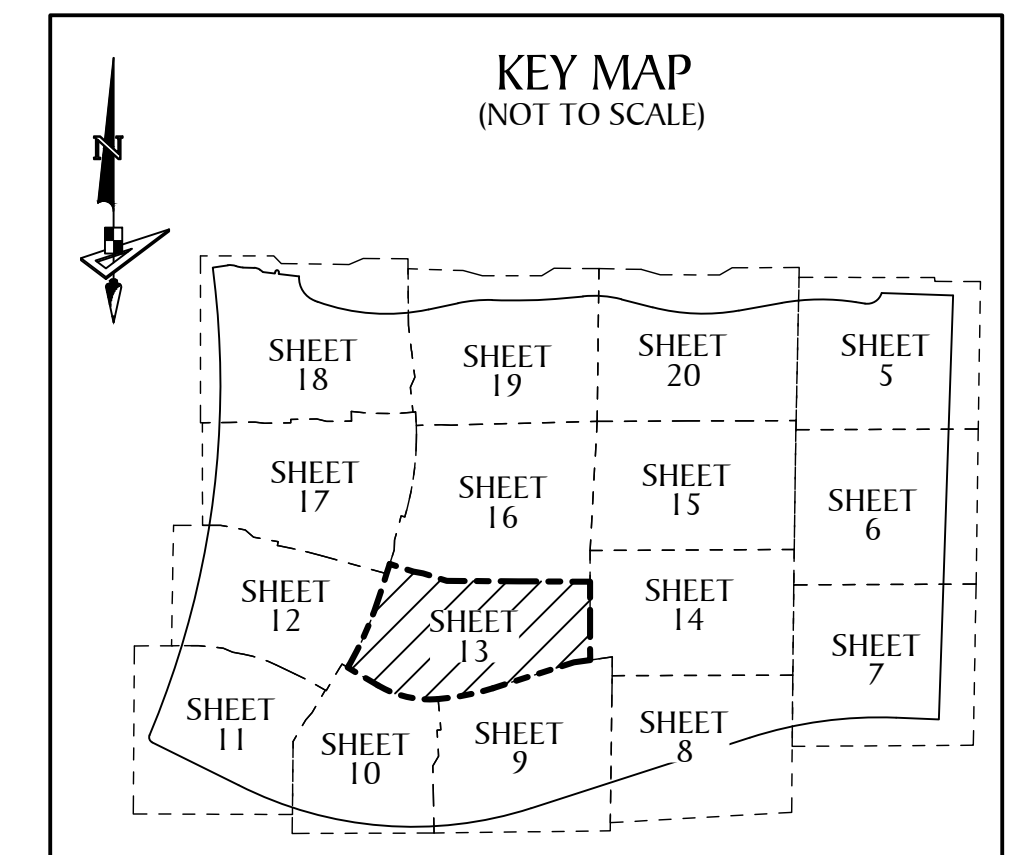 KEY MAP
(NOT TO SCALE)
N
SHEET
18
SHEET
19
SHEET
20
SHEET
5
SHEET
17
SHEET
16
SHEET
15
SHEET
6
SHEET
12
SHEET
13
SHEET
14
SHEET
7
SHEET
11
SHEET
10
SHEET
9
SHEET
8